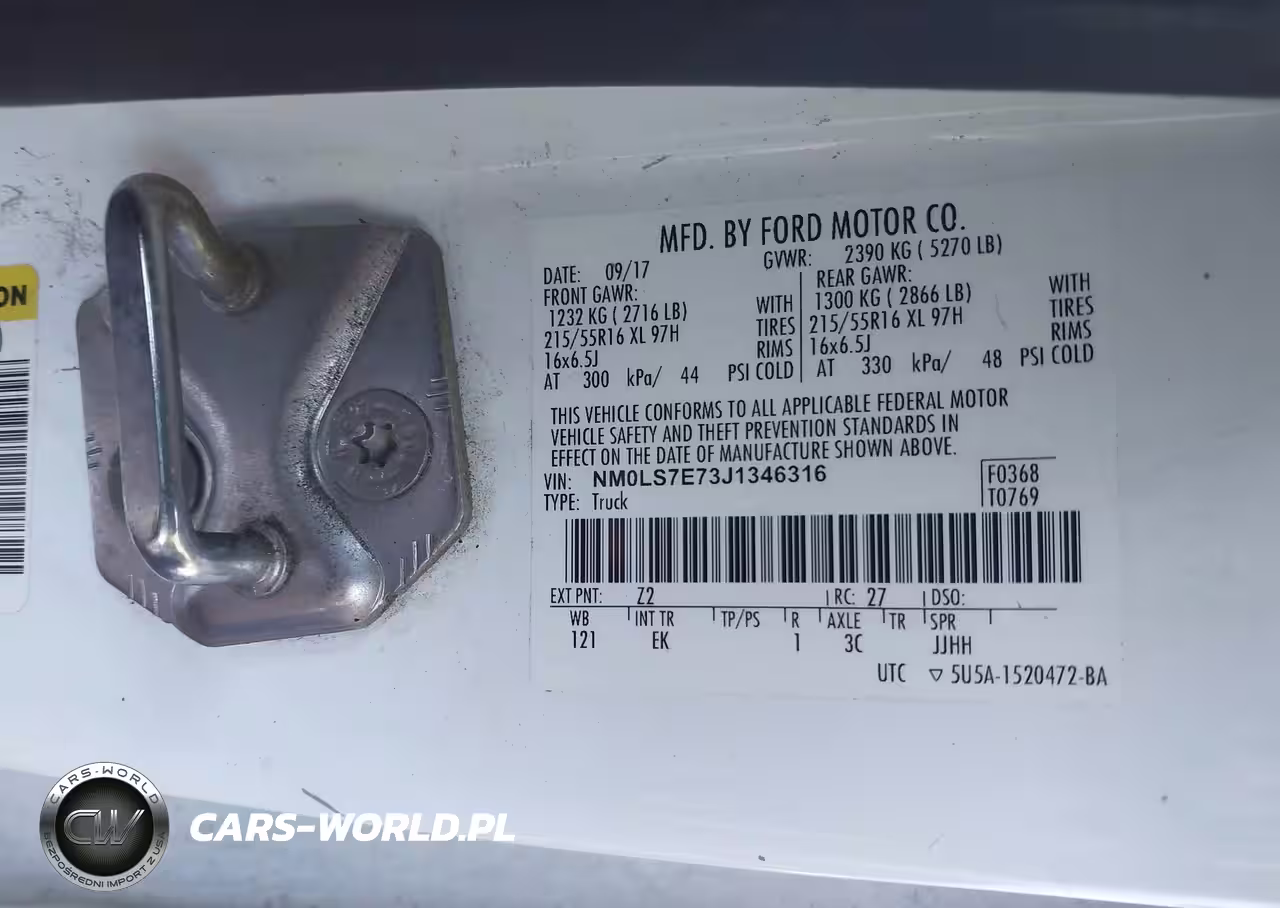 MFD. BY FORD MOTOR CO.
DATE: 09/17 GVWR: 2390 KG ( 5270 LB)
FRONT GAWR: REAR GAWR:
1232 KG ( 2716 LB) WITH 1300 KG ( 2866 LB) WITH
215/55R16 XL 97H TIRES 215/55R16 XL 97H TIRES
16x6.5J RIMS 16x6.5J RIMS
AT 300 kPa/ 44 PSI COLD AT 330 kPa/ 48 PSI COLD
THIS VEHICLE CONFORMS TO ALL APPLICABLE FEDERAL MOTOR
VEHICLE SAFETY AND THEFT PREVENTION STANDARDS IN
EFFECT ON THE DATE OF MANUFACTURE SHOWN ABOVE.
VIN: NM0LS7E73J1346316 F0368
TYPE: Truck T0769
EXT PNT: Z2 RC: 27 DSO:
WB INT TR TP/PS R AXLE TR SPR
121 EK 1 3C JJHH
UTC ▽ 5U5A-1520472-BA
ON
CARS-WORLD
CW
BEZPOŚREDNI IMPORT Z USA
CARS-WORLD.PL